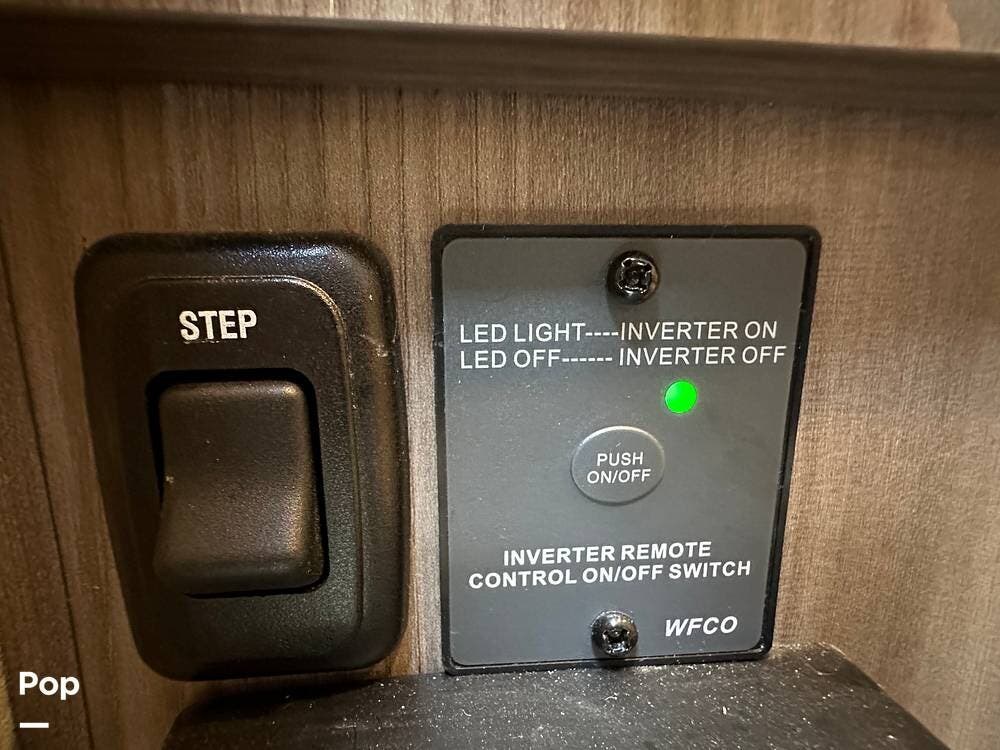 STEP
LED LIGHT----INVERTER ON
LED OFF------ INVERTER OFF
PUSH
ON/OFF
INVERTER REMOTE
CONTROL ON/OFF SWITCH
WFCO
Pop